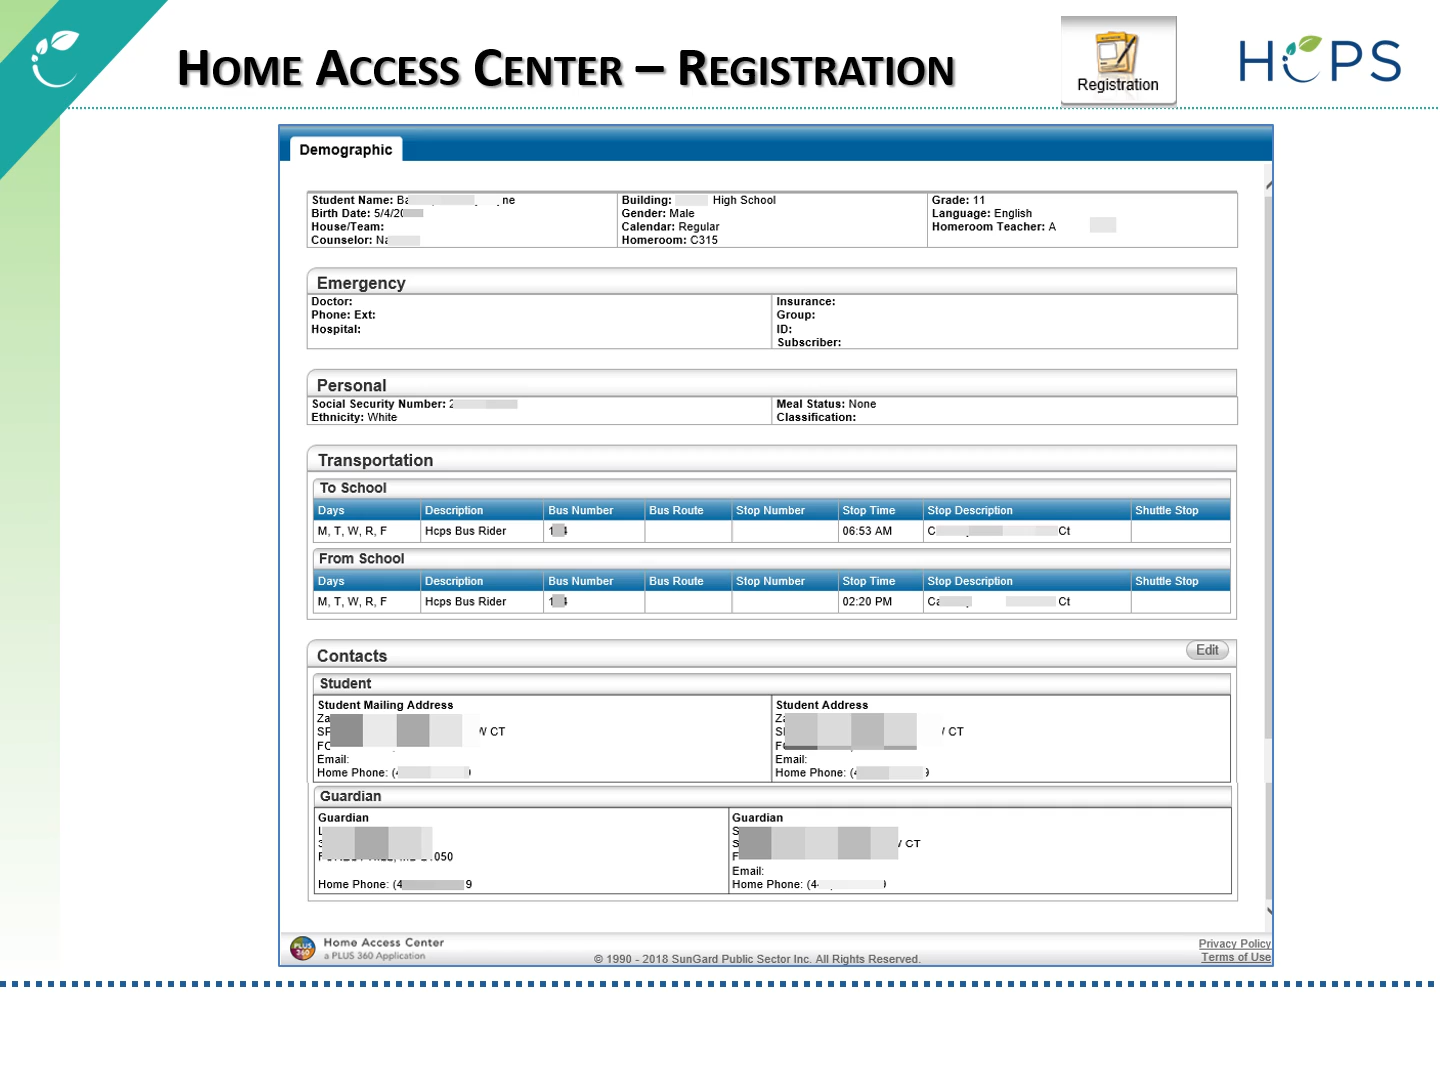 HOME ACCESS CENTER – REGISTRATION
Registration
HCPS
Demographic
Student Name: Building: High School Grade: 11
Birth Date: 5/4/20 Gender: Male Language: English
House/Team: Calendar: Regular Homeroom Teacher: A
Counselor: Homeroom: C315
Emergency
Doctor: Insurance:
Phone: Ext: Group:
Hospital: ID:
Subscriber:
Personal
Social Security Number: Meal Status: None
Ethnicity: White Classification:
Transportation
To School
Days Description Bus Number Bus Route Stop Number Stop Time Stop Description Shuttle Stop
M, T, W, R, F Hcps Bus Rider 06:53 AM Ct
From School
Days Description Bus Number Bus Route Stop Number Stop Time Stop Description Shuttle Stop
M, T, W, R, F Hcps Bus Rider 02:20 PM Ct
Contacts Edit
Student
Student Mailing Address Student Address
CT CT
Email: Email:
Home Phone: Home Phone:
Guardian
Guardian Guardian
CT
Email:
Home Phone: Home Phone:
PLUS 360
Home Access Center
a PLUS 360 Application
© 1990 - 2018 SunGard Public Sector Inc. All Rights Reserved.
Privacy Policy
Terms of Use